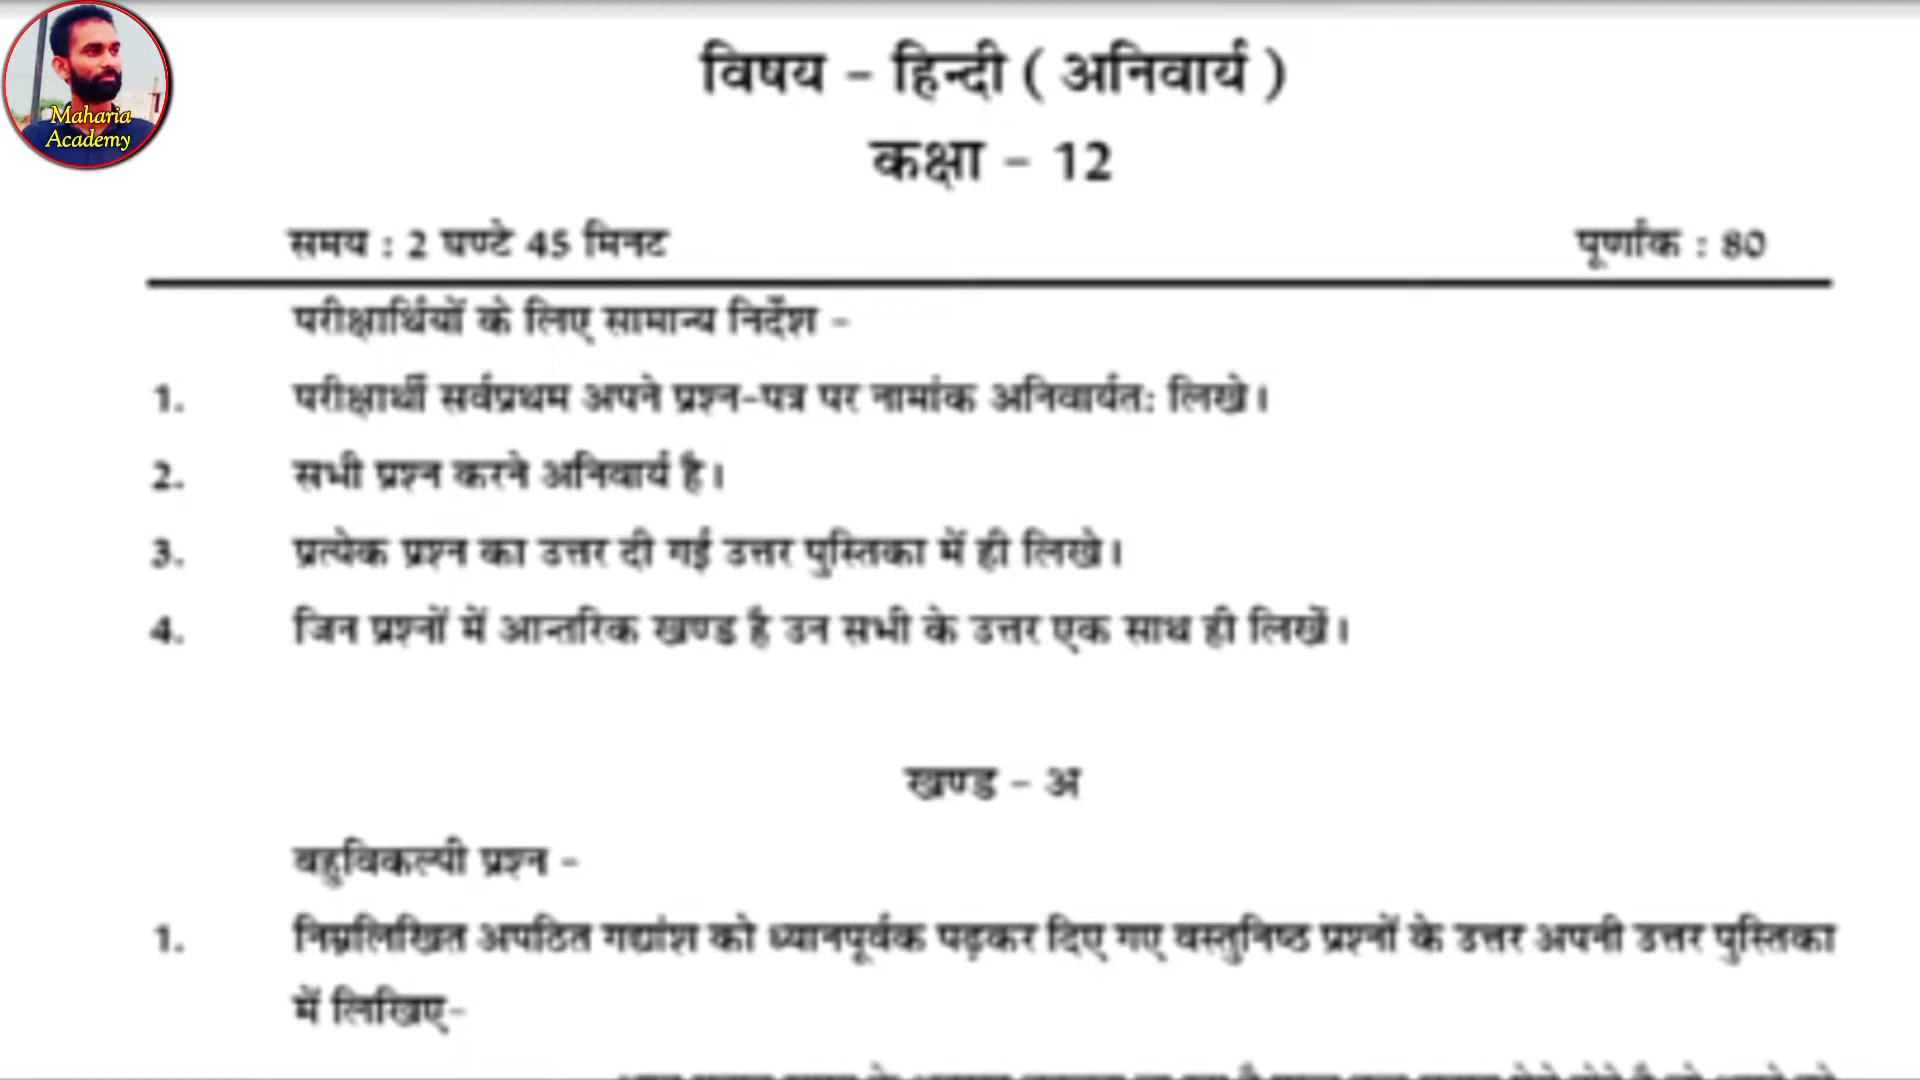 Maharia
Academy
विषय - हिन्दी ( अनिवार्य )
कक्षा - 12
समय : 2 घण्टे 45 मिनट पूर्णांक : 80
परीक्षार्थियों के लिए सामान्य निर्देश -
1. परीक्षार्थी सर्वप्रथम अपने प्रश्न-पत्र पर नामांक अनिवार्यत: लिखे।
2. सभी प्रश्न करने अनिवार्य है।
3. प्रत्येक प्रश्न का उत्तर दी गई उत्तर पुस्तिका में ही लिखे।
4. जिन प्रश्नों में आन्तरिक खण्ड है उन सभी के उत्तर एक साथ ही लिखें।
खण्ड - अ
बहुविकल्पी प्रश्न -
1. निम्नलिखित अपठित गद्यांश को ध्यानपूर्वक पढ़कर दिए गए वस्तुनिष्ठ प्रश्नों के उत्तर अपनी उत्तर पुस्तिका
में लिखिए-